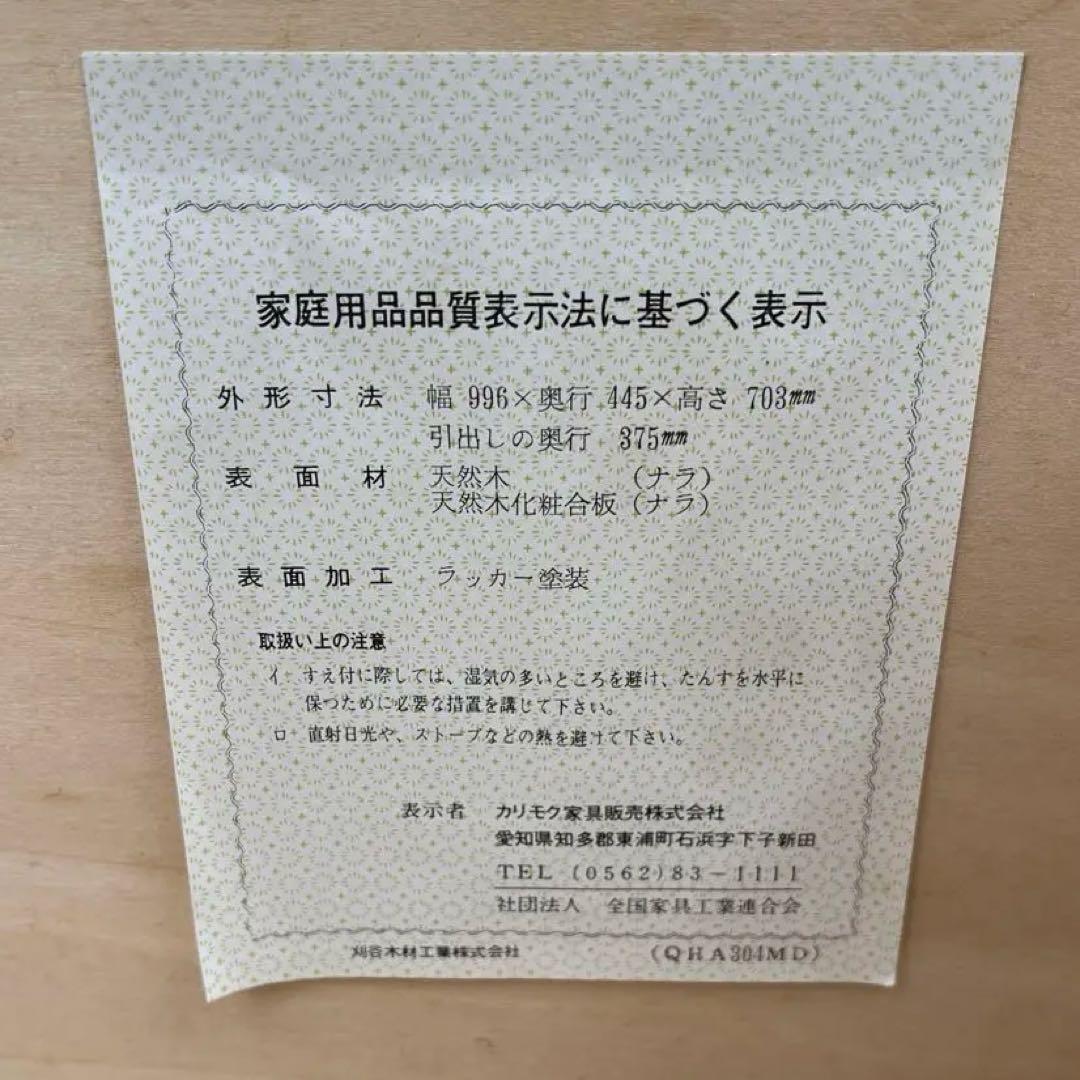 家庭用品品質表示法に基づく表示
外形寸法 幅 996×奥行 445×高さ 703mm
引出しの奥行 375mm
表面材 天然木 (ナラ)
天然木化粧合板 (ナラ)
表面加工 ラッカー塗装
取扱い上の注意
イ すえ付に際しては、湿気の多いところを避け、たんすを水平に
保つために必要な措置を講じて下さい。
ロ 直射日光や、ストーブなどの熱を避けて下さい。
表示者 カリモク家具販売株式会社
愛知県知多郡東浦町石浜字下子新田
TEL (0562)83-1111
社団法人 全国家具工業連合会
刈谷木材工業株式会社 (QHA304MD)